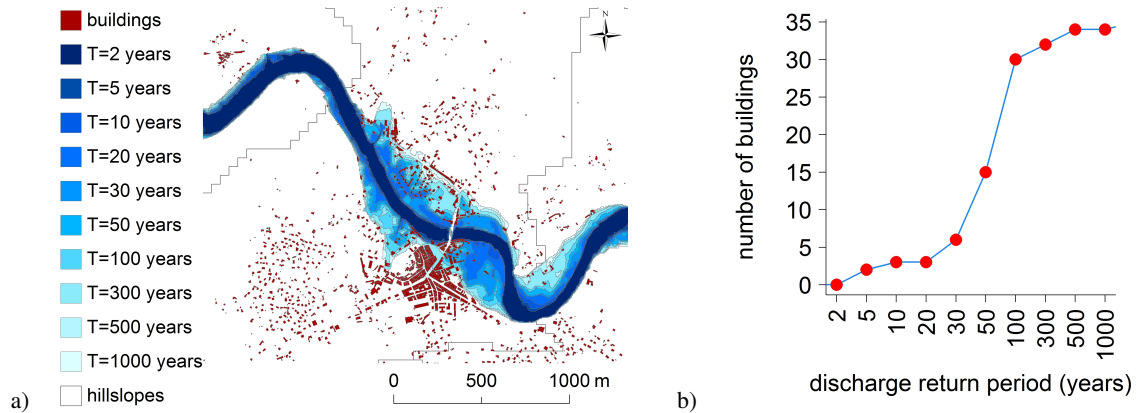 a)
buildings
T=2 years
T=5 years
T=10 years
T=20 years
T=30 years
T=50 years
T=100 years
T=300 years
T=500 years
T=1000 years
hillslopes
N
0 500 1000 m
b)
number of buildings
35
30
25
20
15
10
5
0
2 5 10 20 30 50 100 300 500 1000
discharge return period (years)